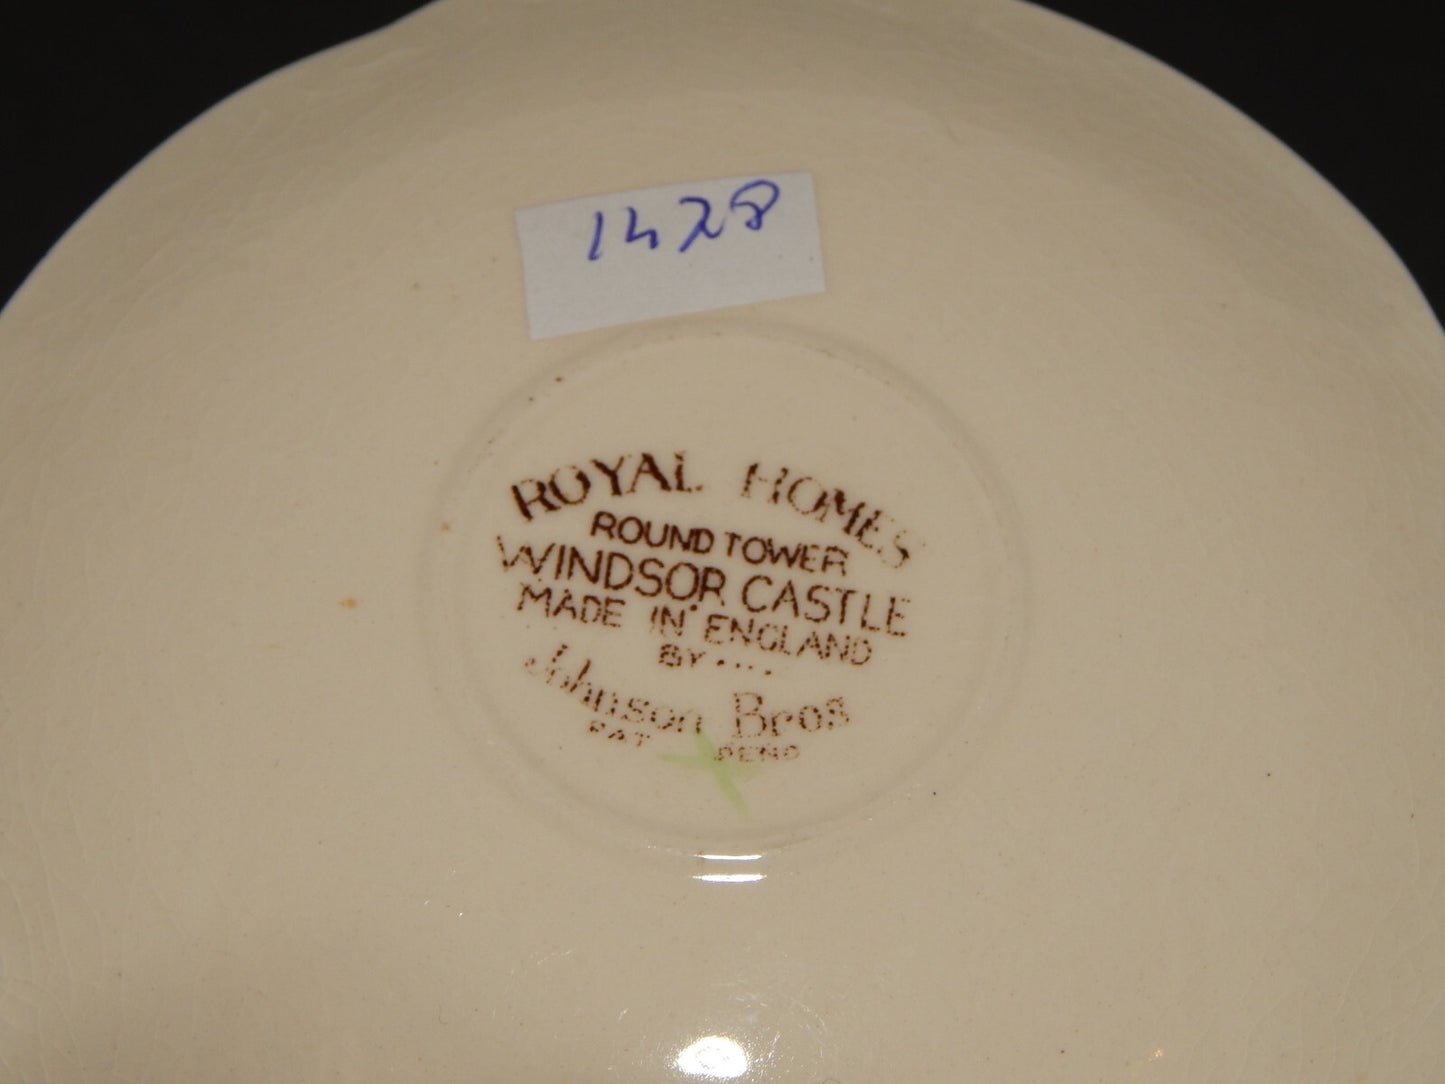 1428
ROYAL HOMES
ROUND TOWER
WINDSOR CASTLE
MADE IN ENGLAND
BY....
Johnson Bros
PAT PEND